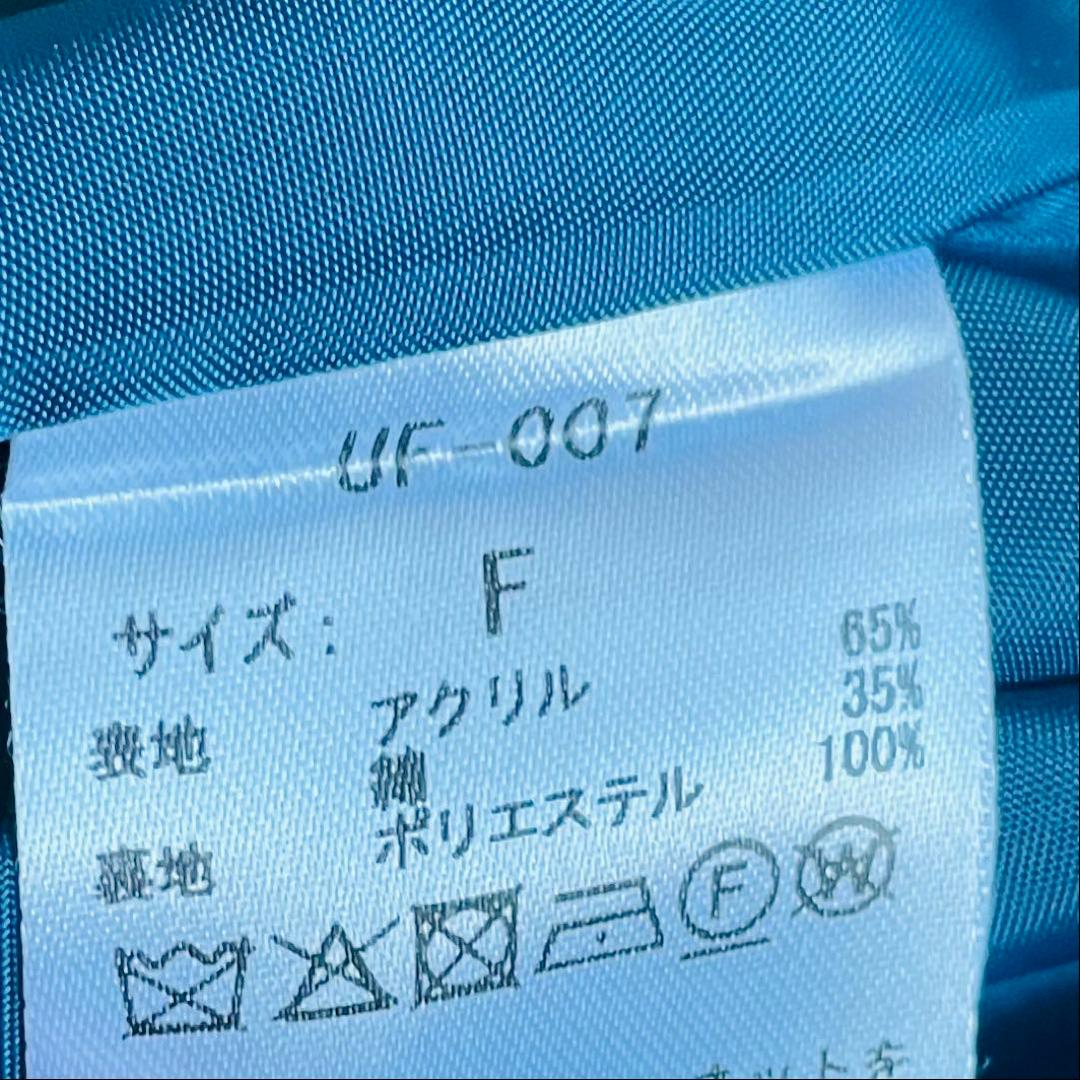 UF-007
サイズ: F
表地 アクリル 65%
綿 35%
裏地 ポリエステル 100%
F W